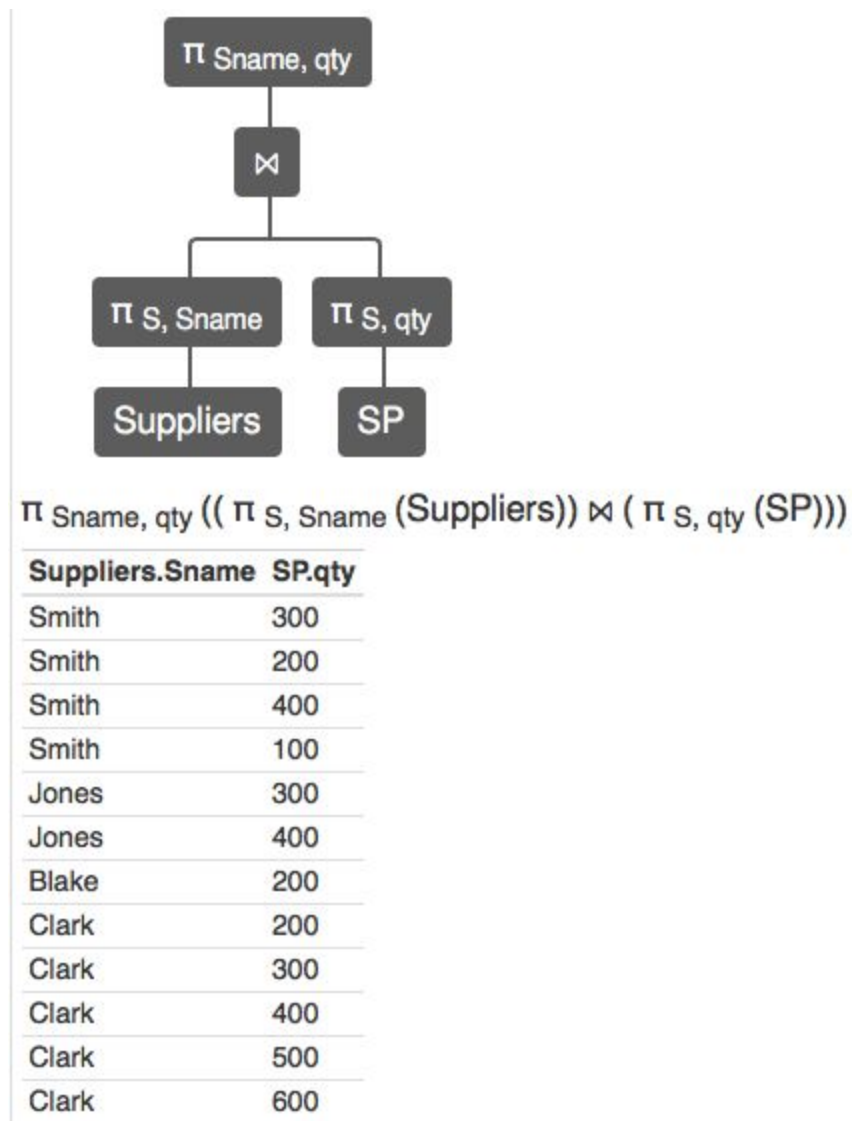 π Sname, qty
⋈
π S, Sname π S, qty
Suppliers SP
π Sname, qty (( π S, Sname (Suppliers)) ⋈ ( π S, qty (SP)))
Suppliers.Sname SP.qty
Smith 300
Smith 200
Smith 400
Smith 100
Jones 300
Jones 400
Blake 200
Clark 200
Clark 300
Clark 400
Clark 500
Clark 600